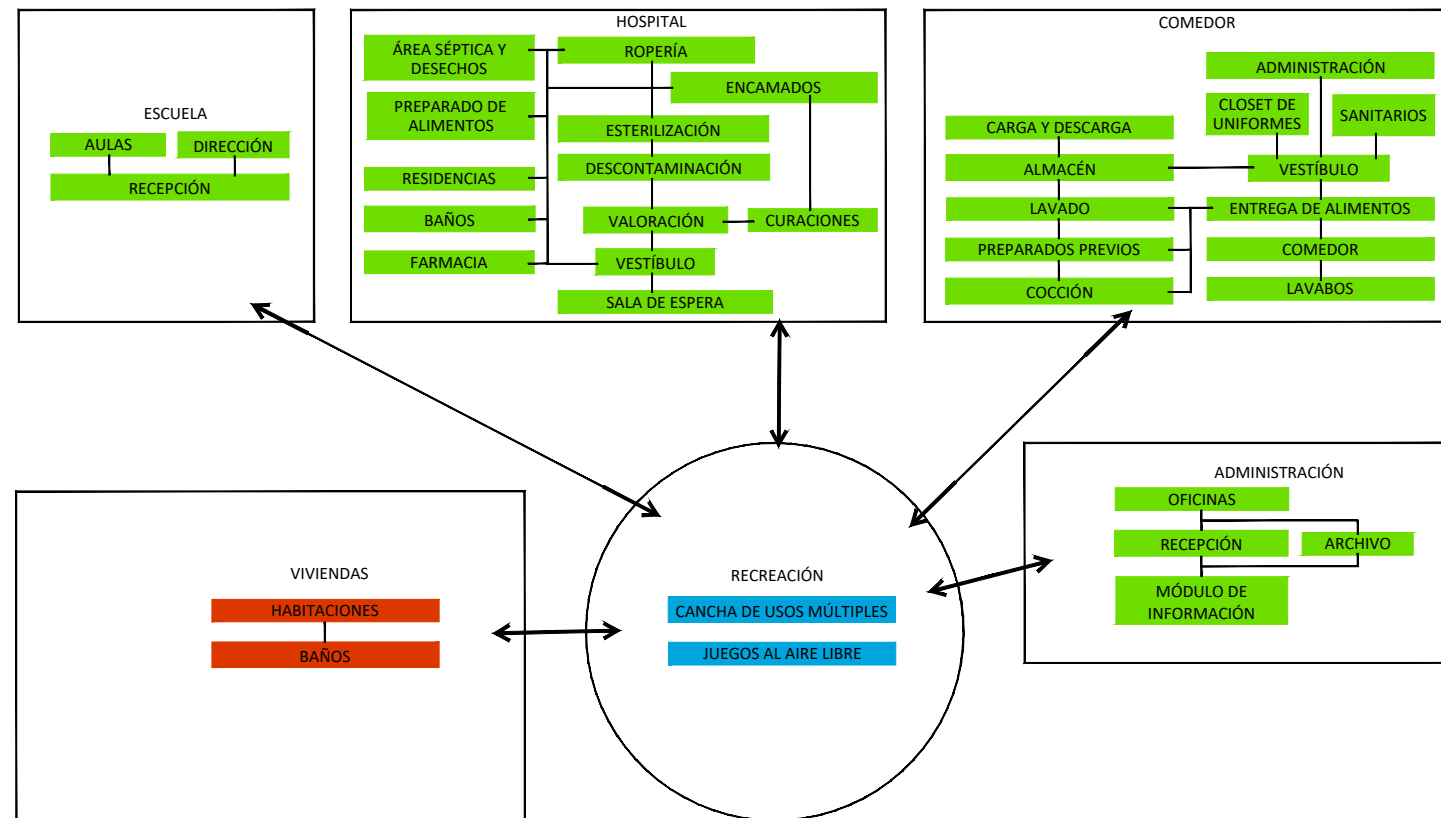 ESCUELA
AULAS
DIRECCIÓN
RECEPCIÓN
HOSPITAL
ÁREA SÉPTICA Y
DESECHOS
ROPERÍA
ENCAMADOS
PREPARADO DE
ALIMENTOS
ESTERILIZACIÓN
DESCONTAMINACIÓN
RESIDENCIAS
BAÑOS
VALORACIÓN
CURACIONES
FARMACIA
VESTÍBULO
SALA DE ESPERA
COMEDOR
ADMINISTRACIÓN
CLOSET DE
UNIFORMES
SANITARIOS
CARGA Y DESCARGA
ALMACÉN
VESTÍBULO
LAVADO
ENTREGA DE ALIMENTOS
PREPARADOS PREVIOS
COMEDOR
COCCIÓN
LAVABOS
VIVIENDAS
HABITACIONES
BAÑOS
RECREACIÓN
CANCHA DE USOS MÚLTIPLES
JUEGOS AL AIRE LIBRE
ADMINISTRACIÓN
OFICINAS
RECEPCIÓN
ARCHIVO
MÓDULO DE
INFORMACIÓN